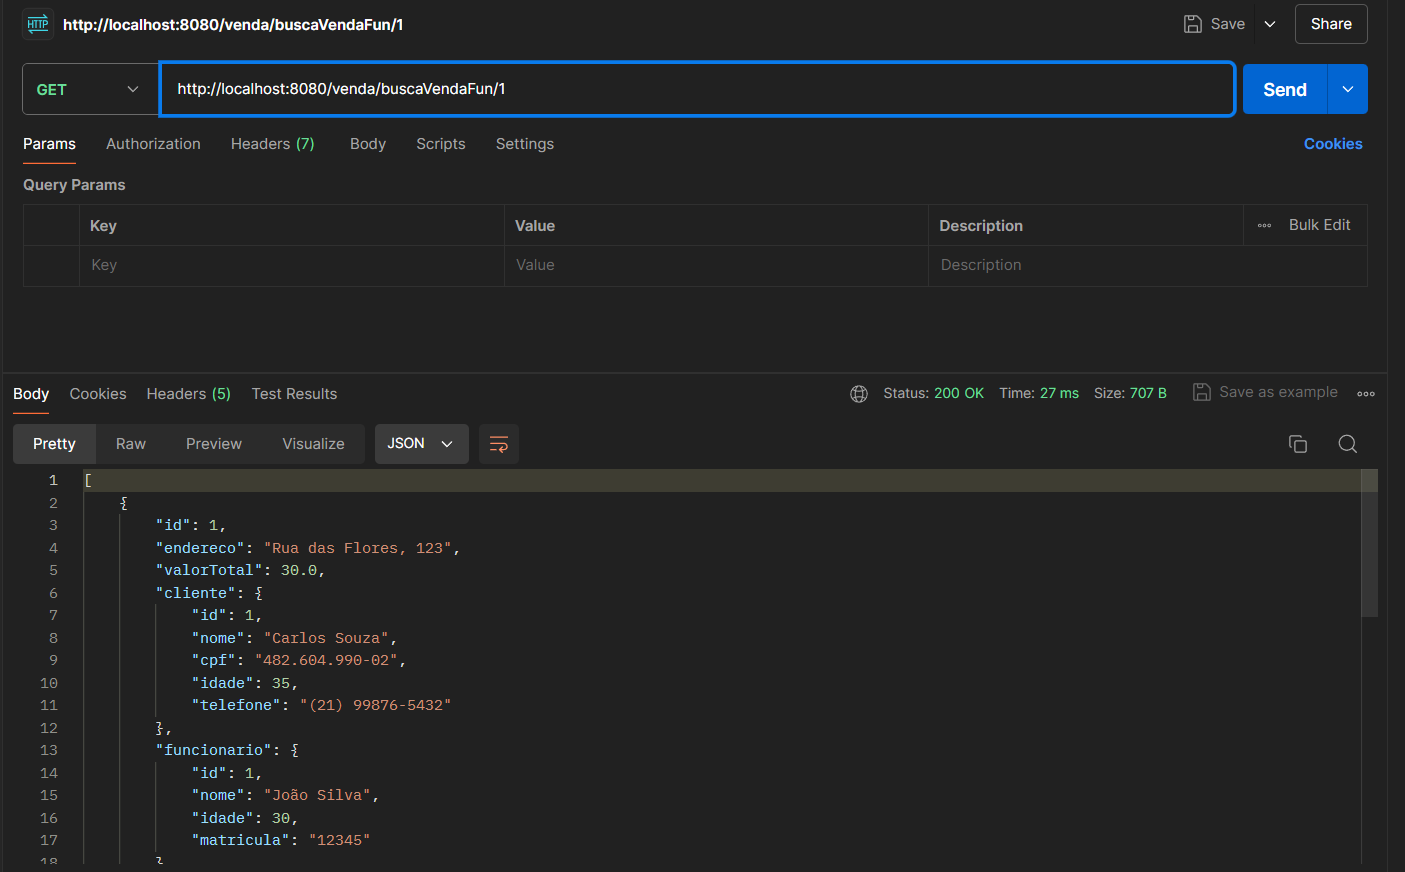 HTTP http://localhost:8080/venda/buscaVendaFun/1 Save Share
GET http://localhost:8080/venda/buscaVendaFun/1 Send
Params Authorization Headers (7) Body Scripts Settings Cookies
Query Params
Key Value Description Bulk Edit
Key Value Description
Body Cookies Headers (5) Test Results Status: 200 OK Time: 27 ms Size: 707 B Save as example
Pretty Raw Preview Visualize JSON
1 [
2 {
3 "id": 1,
4 "endereco": "Rua das Flores, 123",
5 "valorTotal": 30.0,
6 "cliente": {
7 "id": 1,
8 "nome": "Carlos Souza",
9 "cpf": "482.604.990-02",
10 "idade": 35,
11 "telefone": "(21) 99876-5432"
12 },
13 "funcionario": {
14 "id": 1,
15 "nome": "João Silva",
16 "idade": 30,
17 "matricula": "12345"
18 }